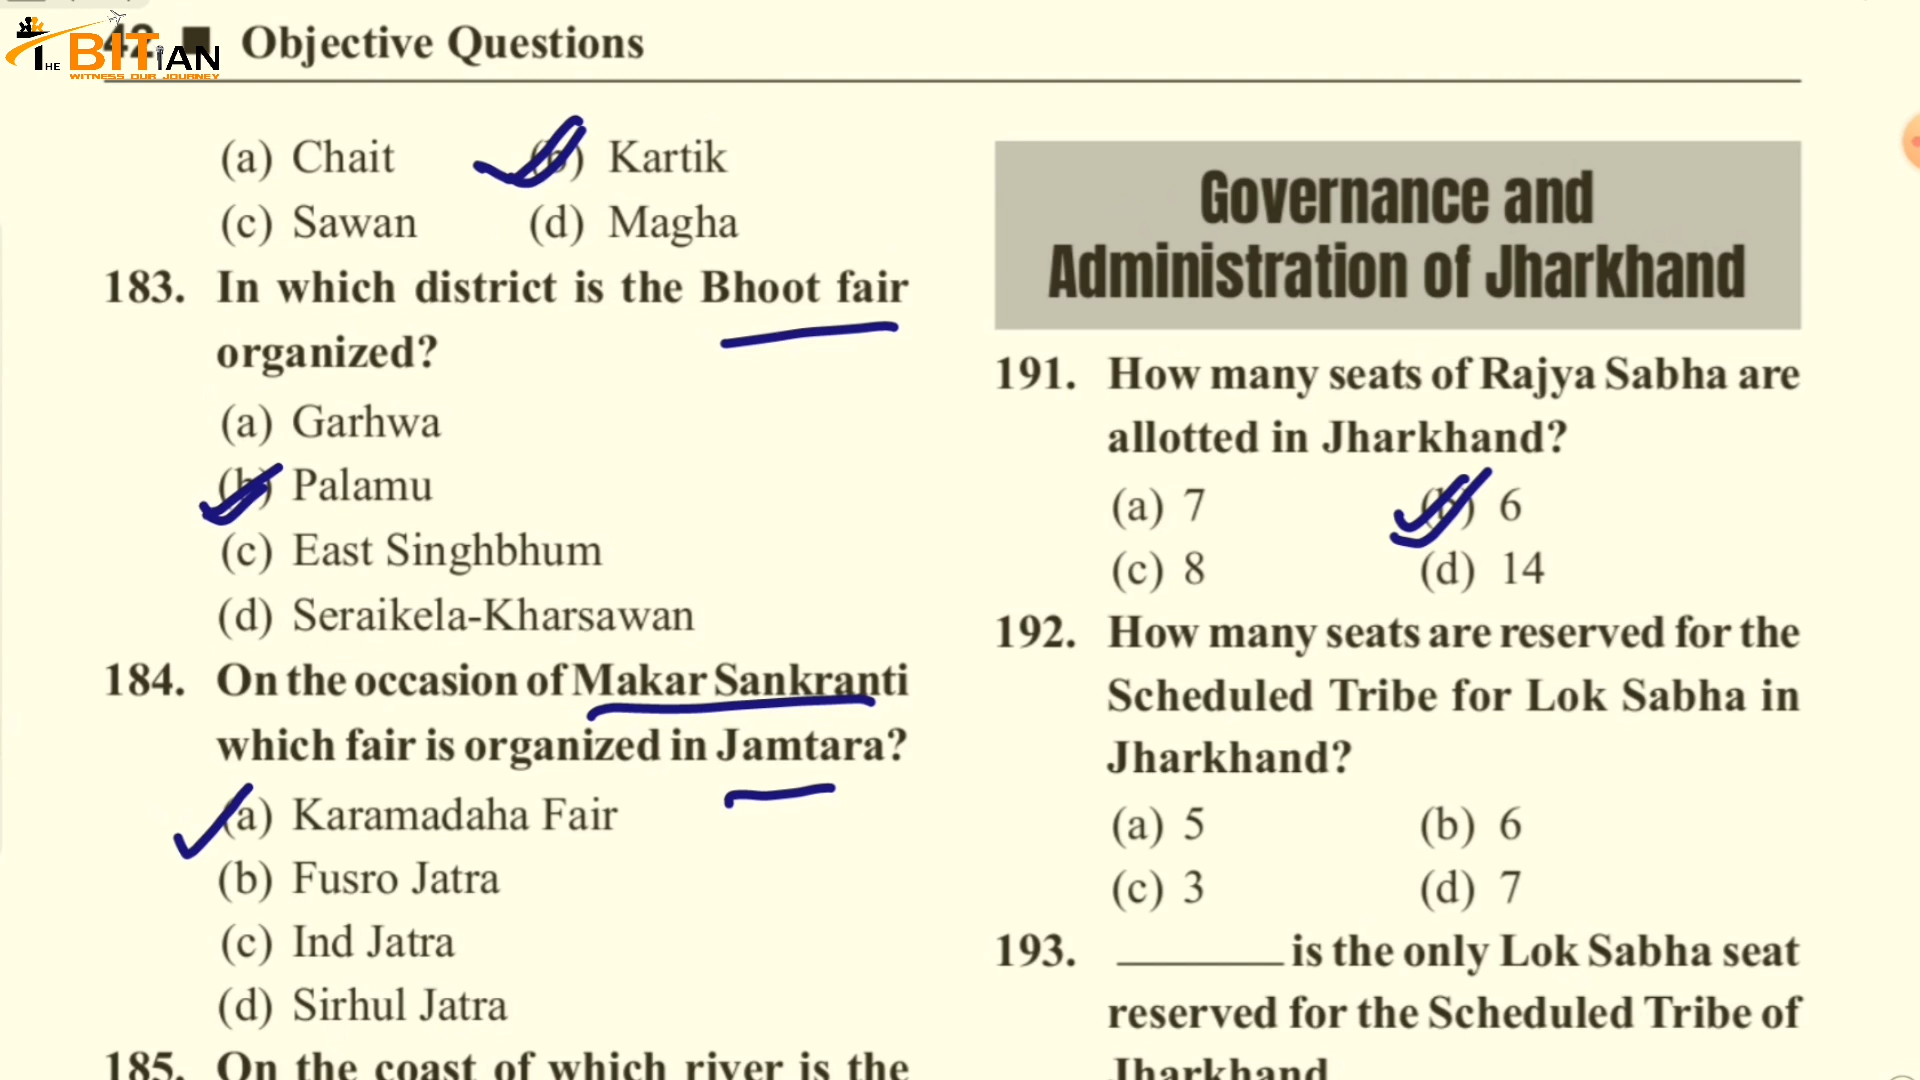 THE BITIAN
WITNESS OUR JOURNEY
42 ■ Objective Questions
(a) Chait (b) Kartik
(c) Sawan (d) Magha
183. In which district is the Bhoot fair
organized?
(a) Garhwa
(b) Palamu
(c) East Singhbhum
(d) Seraikela-Kharsawan
184. On the occasion of Makar Sankranti
which fair is organized in Jamtara?
(a) Karamadaha Fair
(b) Fusro Jatra
(c) Ind Jatra
(d) Sirhul Jatra
185. On the coast of which river is the
Governance and
Administration of Jharkhand
191. How many seats of Rajya Sabha are
allotted in Jharkhand?
(a) 7 (b) 6
(c) 8 (d) 14
192. How many seats are reserved for the
Scheduled Tribe for Lok Sabha in
Jharkhand?
(a) 5 (b) 6
(c) 3 (d) 7
193. ________ is the only Lok Sabha seat
reserved for the Scheduled Tribe of
Jharkhand